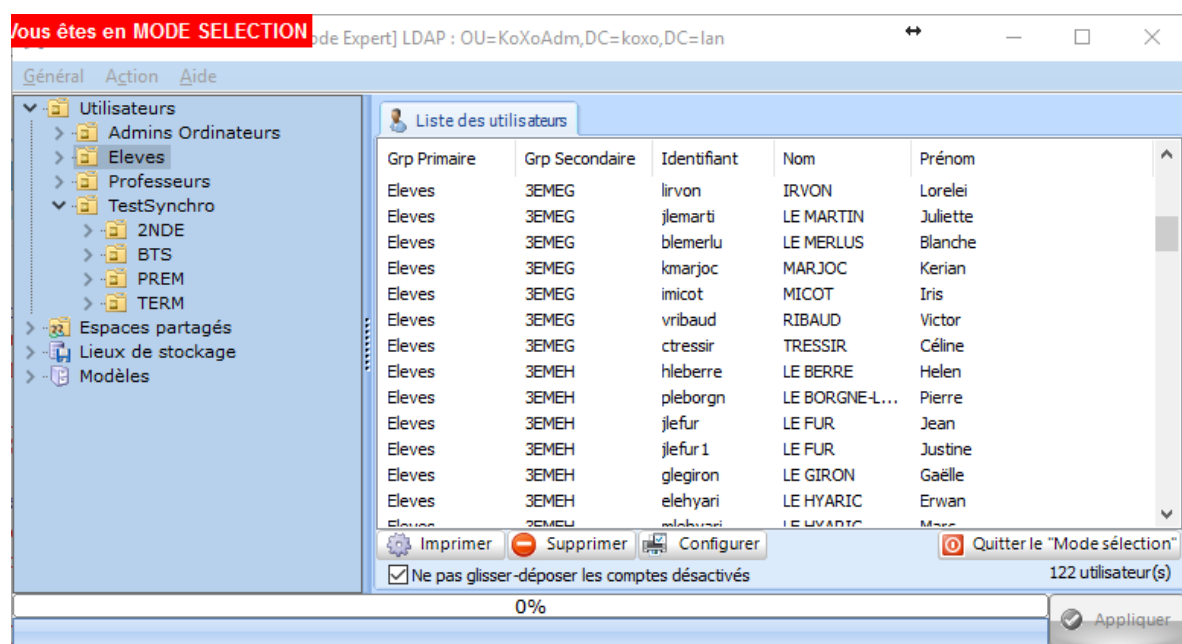 Vous êtes en MODE SELECTION ode Expert] LDAP : OU=KoXoAdm,DC=koxo,DC=lan
Général Action Aide
Utilisateurs
Admins Ordinateurs
Eleves
Professeurs
TestSynchro
2NDE
BTS
PREM
TERM
Espaces partagés
Lieux de stockage
Modèles
Liste des utilisateurs
Grp Primaire Grp Secondaire Identifiant Nom Prénom
Eleves 3EMEG lirvon IRVON Lorelei
Eleves 3EMEG jlemarti LE MARTIN Juliette
Eleves 3EMEG blemerlu LE MERLUS Blanche
Eleves 3EMEG kmarjoc MARJOC Kerian
Eleves 3EMEG imicot MICOT Iris
Eleves 3EMEG vribaud RIBAUD Victor
Eleves 3EMEG ctressir TRESSIR Céline
Eleves 3EMEH hleberre LE BERRE Helen
Eleves 3EMEH pleborgn LE BORGNE-L... Pierre
Eleves 3EMEH jlefur LE FUR Jean
Eleves 3EMEH jlefur1 LE FUR Justine
Eleves 3EMEH glegiron LE GIRON Gaëlle
Eleves 3EMEH elehyari LE HYARIC Erwan
Eleves 3EMEH mlehyari LE HYARIC Marc
Imprimer Supprimer Configurer Quitter le "Mode sélection"
Ne pas glisser-déposer les comptes désactivés 122 utilisateur(s)
0%
Appliquer